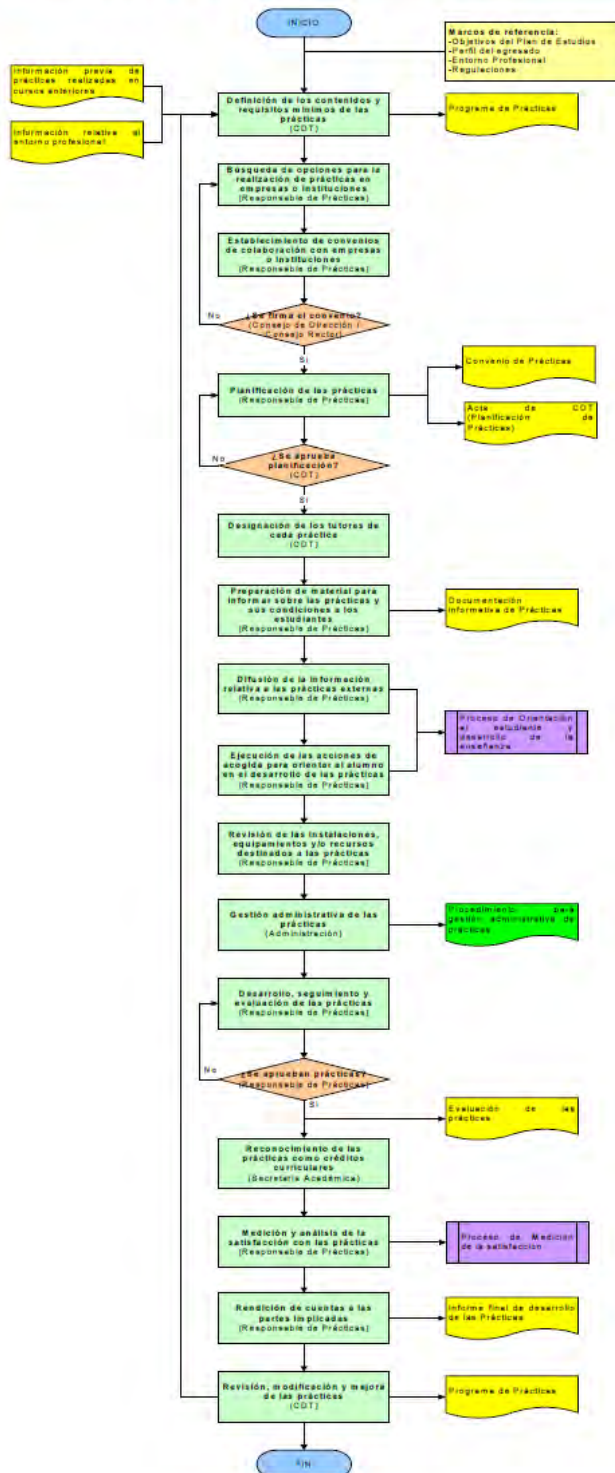 INICIO
Marcos de referencia:
-Objetivos del Plan de Estudios
-Perfil del egresado
-Entorno Profesional
-Regulaciones
Información previa de
prácticas realizadas en
cursos anteriores
Definición de los contenidos y
requisitos mínimos de las
prácticas
(CDT)
Programa de Prácticas
Información relativa al
entorno profesional
Búsqueda de opciones para la
realización de prácticas en
empresas o instituciones
(Responsable de Prácticas)
Establecimiento de convenios
de colaboración con empresas
o instituciones
(Responsable de Prácticas)
No
¿Se firma el convenio?
(Consejo de Dirección /
Consejo Rector)
Si
Convenio de Prácticas
Planificación de las prácticas
(Responsable de Prácticas)
Acta de CDT
(Planificación de
Prácticas)
No
¿Se aprueba
planificación?
(CDT)
Si
Designación de los tutores de
cada práctica
(CDT)
Preparación de material para
informar sobre las prácticas y
sus condiciones a los
estudiantes
(Responsable de Prácticas)
Documentación
informativa de Prácticas
Difusión de la información
relativa a las prácticas externas
(Responsable de Prácticas)
Proceso de Orientación
al estudiante y
desarrollo de la
enseñanza
Ejecución de las acciones de
acogida para orientar al alumno
en el desarrollo de las prácticas
(Responsable de Prácticas)
Revisión de las instalaciones,
equipamientos y/o recursos
destinados a las prácticas
(Responsable de Prácticas)
Gestión administrativa de las
prácticas
(Administración)
Procedimiento para
gestión administrativa de
prácticas
Desarrollo, seguimiento y
evaluación de las prácticas
(Responsable de Prácticas)
No
¿Se aprueban prácticas?
(Responsable de Prácticas)
Si
Evaluación de las
prácticas
Reconocimiento de las
prácticas como créditos
curriculares
(Secretaría Académica)
Medición y análisis de la
satisfacción con las prácticas
(Responsable de Prácticas)
Proceso de Medición
de la satisfacción
Rendición de cuentas a las
partes implicadas
(Responsable de Prácticas)
Informe final de desarrollo
de las Prácticas
Revisión, modificación y mejora
de las prácticas
(CDT)
Programa de Prácticas
FIN